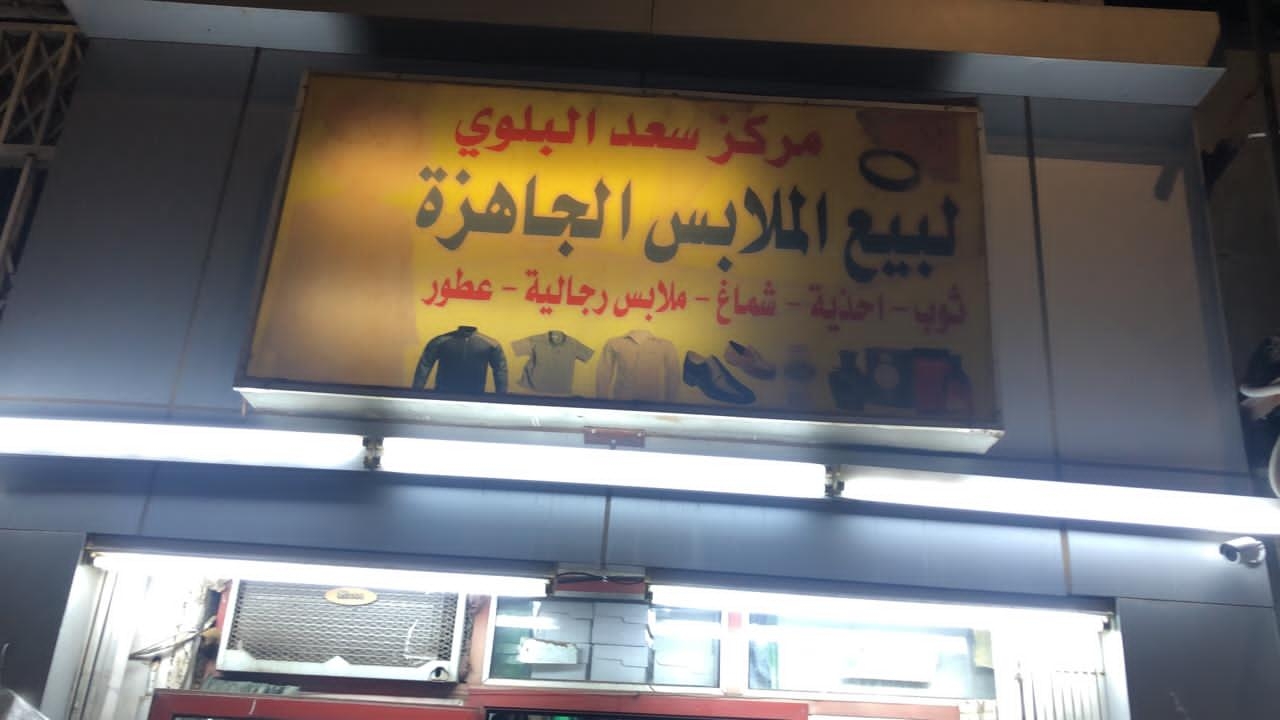 مركز سعد البلوي
لبيع الملابس الجاهزة
ثوب - احذية - شماغ - ملابس رجالية - عطور